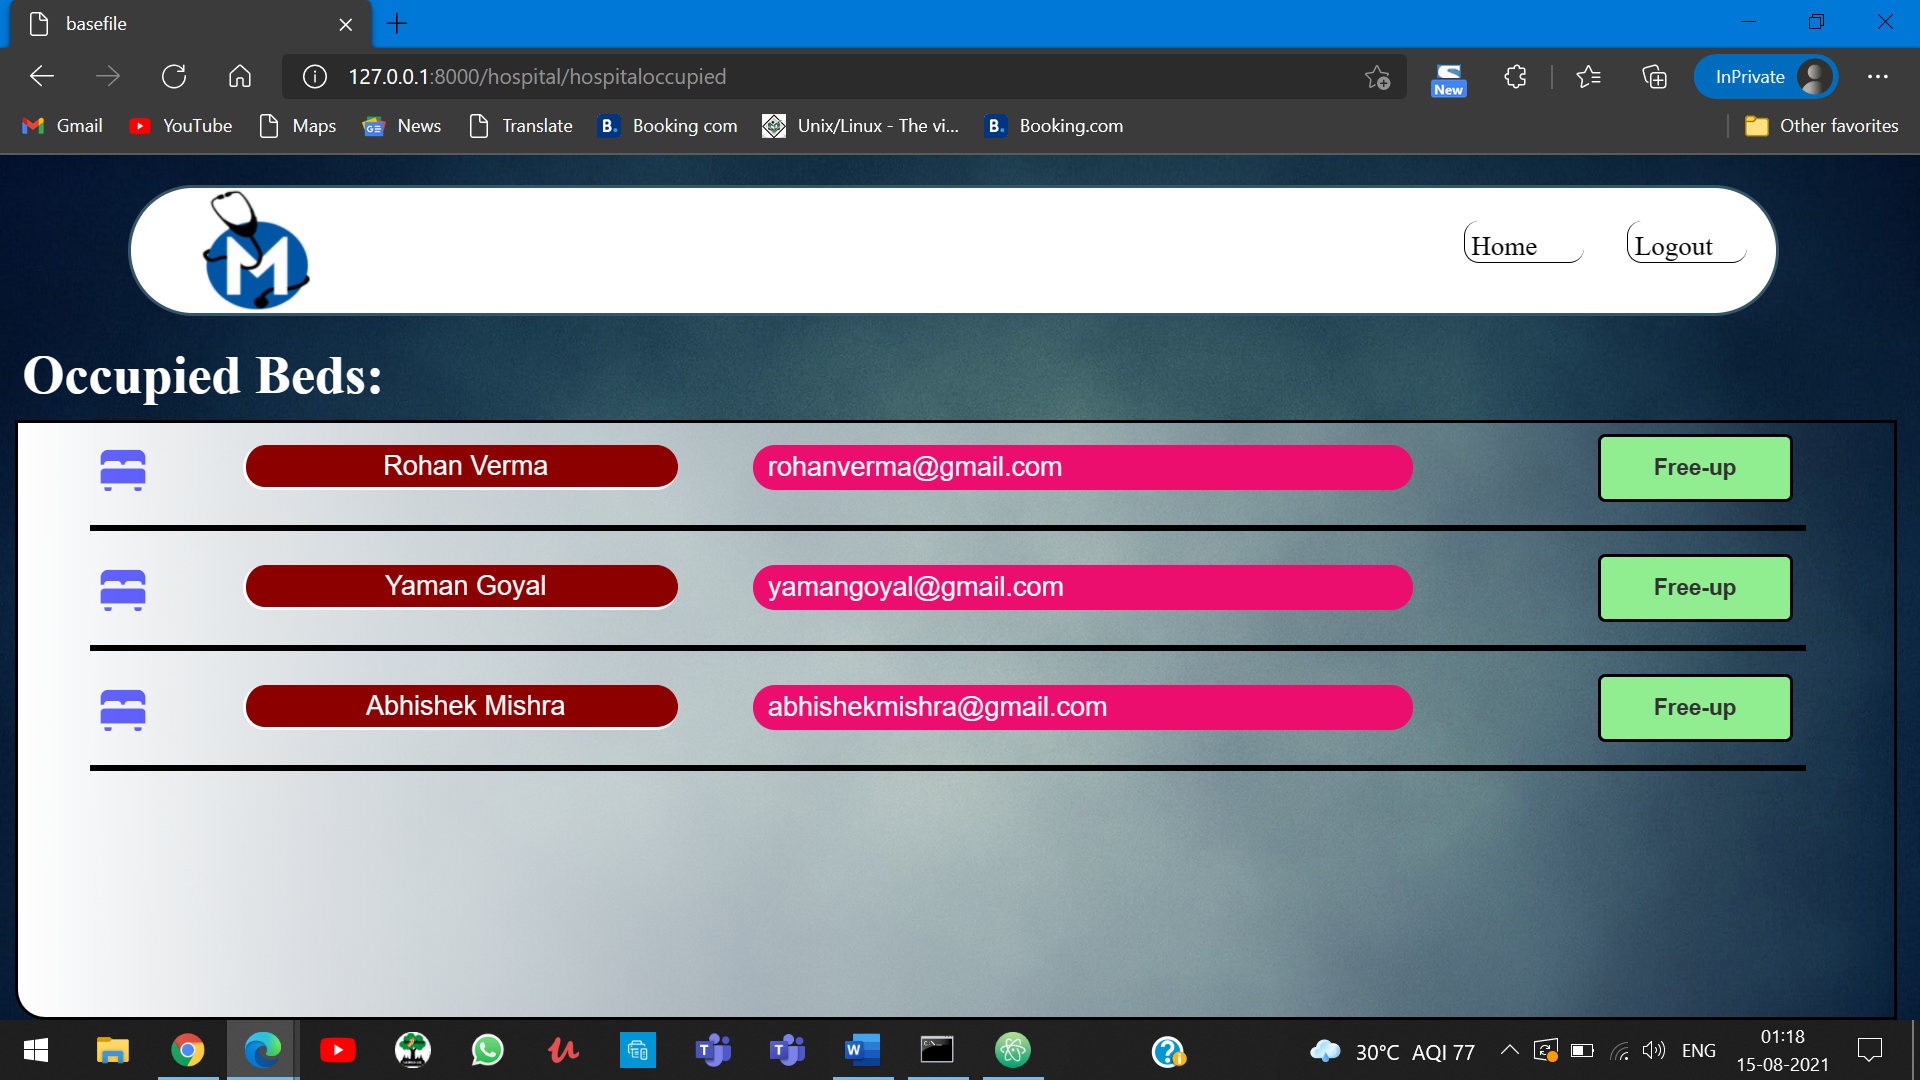 basefile
127.0.0.1:8000/hospital/hospitaloccupied
New
InPrivate
Gmail
YouTube
Maps
News
Translate
B. Booking com
Unix/Linux - The vi...
B. Booking.com
Other favorites
M
Home
Logout
Occupied Beds:
Rohan Verma
rohanverma@gmail.com
Free-up
Yaman Goyal
yamangoyal@gmail.com
Free-up
Abhishek Mishra
abhishekmishra@gmail.com
Free-up
30°C AQI 77
ENG
01:18
15-08-2021